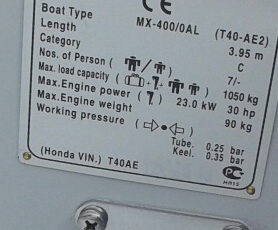 CE
Boat Type MX-400/0AL (T40-AE2)
Length 3.95 m
Category C
Nos. of Person ( / ) 7/-
Max. load capacity ( + + ) 1050 kg
Max.Engine power ( ) 23.0 kW 30 hp
Max.Engine weight 90 kg
Working pressure ( )
Tube. 0.25 bar
Keel. 0.35 bar
(Honda VIN.) T40AE